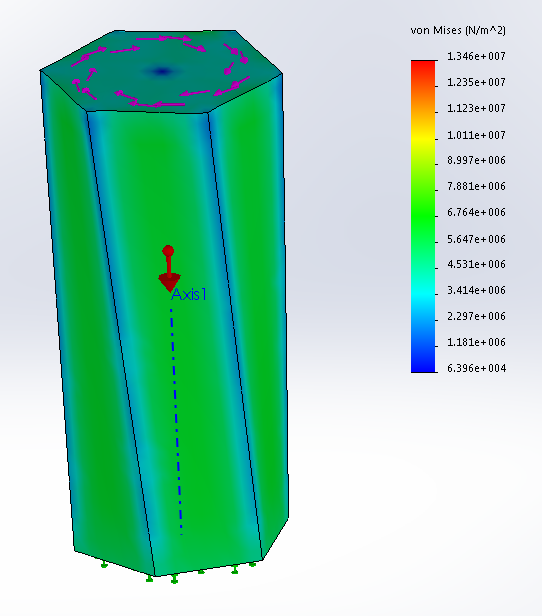 von Mises (N/m^2)
1.346e+007
1.235e+007
1.123e+007
1.011e+007
8.997e+006
7.881e+006
6.764e+006
5.647e+006
4.531e+006
3.414e+006
2.297e+006
1.181e+006
6.396e+004
Axis1